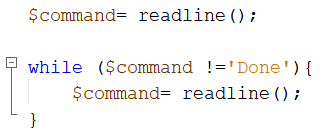 $command= readline();
while ($command !='Done'){
$command= readline();
}